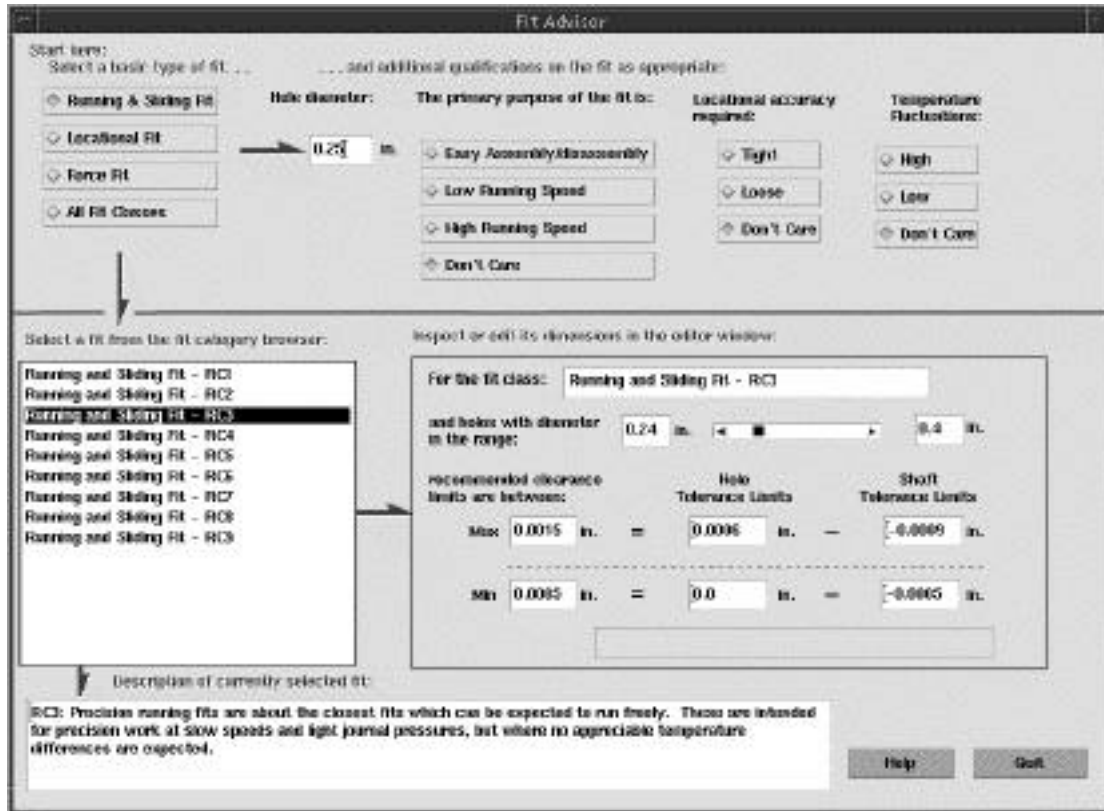 Fit Advisor
Start here:
Select a basic type of fit ...
... and additional qualifications on the fit as appropriate:
Running & Sliding Fit
Locational Fit
Force Fit
All Fit Classes
Hole diameter:
0.25 in.
The primary purpose of the fit is:
Easy Assembly/disassembly
Low Running Speed
High Running Speed
Don't Care
Locational accuracy
required:
Tight
Loose
Don't Care
Temperature
Fluctuations:
High
Low
Don't Care
Select a fit from the fit category browser:
Running and Sliding Fit - RC1
Running and Sliding Fit - RC2
Running and Sliding Fit - RC3
Running and Sliding Fit - RC4
Running and Sliding Fit - RC5
Running and Sliding Fit - RC6
Running and Sliding Fit - RC7
Running and Sliding Fit - RC8
Running and Sliding Fit - RC9
Inspect or edit its dimensions in the editor window:
For the fit class: Running and Sliding Fit - RC3
and holes with diameter
in the range:
0.24 in.
0.4 in.
recommended clearance
limits are between:
Hole
Tolerance Limits
Shaft
Tolerance Limits
Max 0.0015 in. = 0.0006 in. - -0.0009 in.
Min 0.0005 in. = 0.0 in. - -0.0005 in.
Description of currently selected fit:
RC3: Precision running fits are about the closest fits which can be expected to run freely. These are intended
for precision work at slow speeds and light journal pressures, but where no appreciable temperature
differences are expected.
Help
Quit